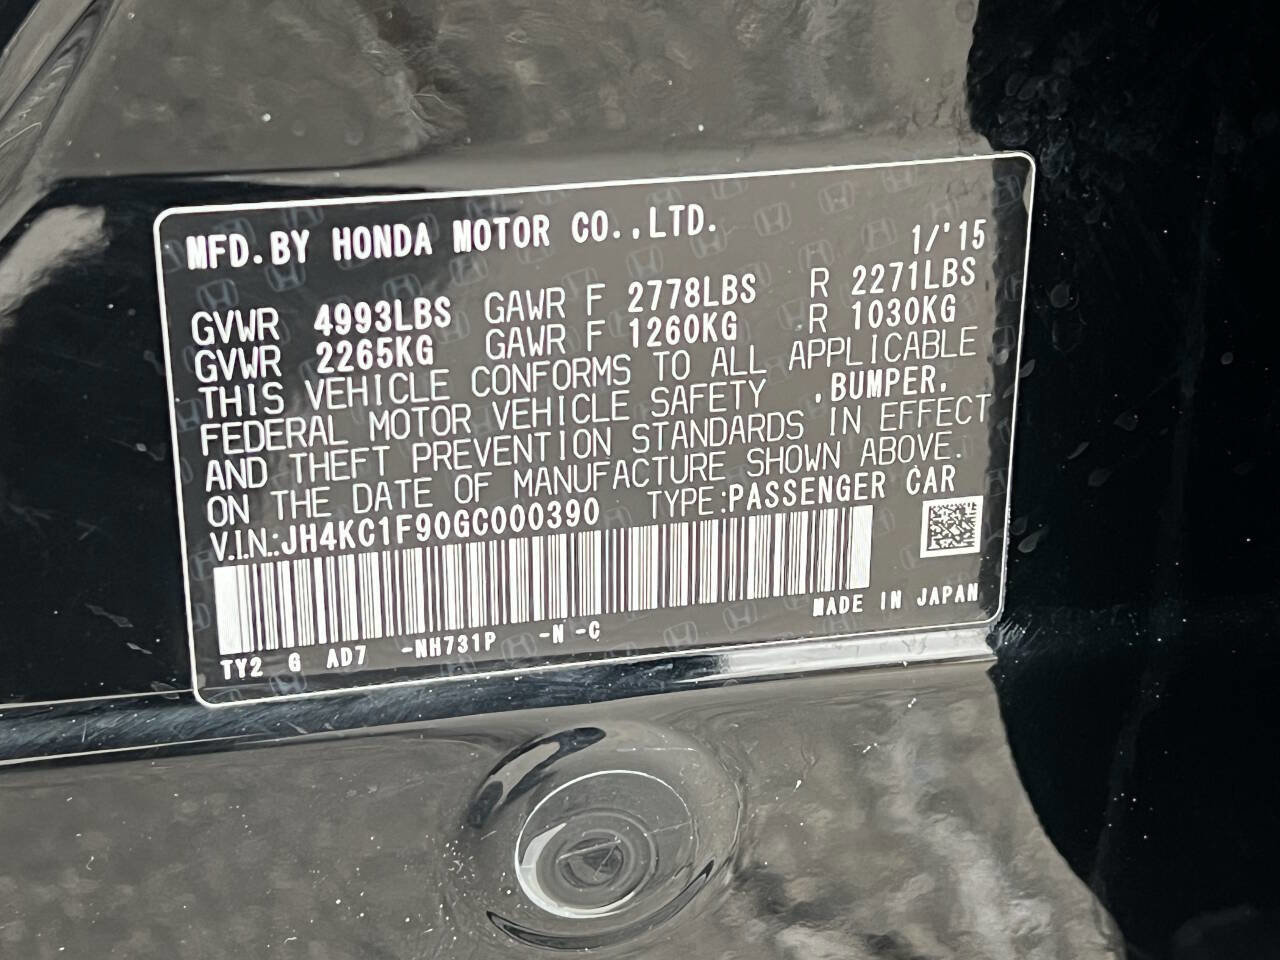 MFD. BY HONDA MOTOR CO.,LTD. 1/'15
GVWR 4993LBS GAWR F 2778LBS R 2271LBS
GVWR 2265KG GAWR F 1260KG R 1030KG
THIS VEHICLE CONFORMS TO ALL APPLICABLE
FEDERAL MOTOR VEHICLE SAFETY ,BUMPER,
AND THEFT PREVENTION STANDARDS IN EFFECT
ON THE DATE OF MANUFACTURE SHOWN ABOVE.
V.I.N.:JH4KC1F90GC000390 TYPE:PASSENGER CAR
MADE IN JAPAN
TY2 G AD7 -NH731P -N -C